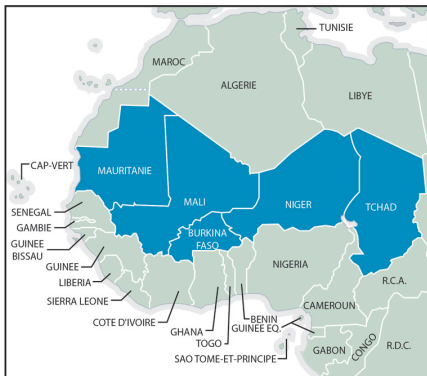 TUNISIE
MAROC
ALGERIE
LIBYE
CAP-VERT
MAURITANIE
MALI
NIGER
TCHAD
SENEGAL
GAMBIE
GUINEE
BISSAU
BURKINA
FASO
GUINEE
NIGERIA
LIBERIA
R.C.A.
SIERRA LEONE
CAMEROUN
COTE D'IVOIRE
BENIN
GHANA
GUINEE EQ.
TOGO
SAO TOME-ET-PRINCIPE
GABON
CONGO
R.D.C.